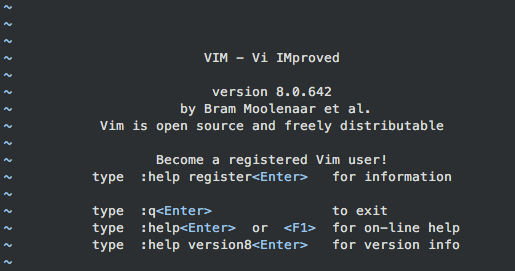 ~
~
~
~ VIM - Vi IMproved
~
~ version 8.0.642
~ by Bram Moolenaar et al.
~ Vim is open source and freely distributable
~
~ Become a registered Vim user!
~ type  :help register<Enter>   for information
~
~ type  :q<Enter>               to exit
~ type  :help<Enter>  or  <F1>  for on-line help
~ type  :help version8<Enter>   for version info
~